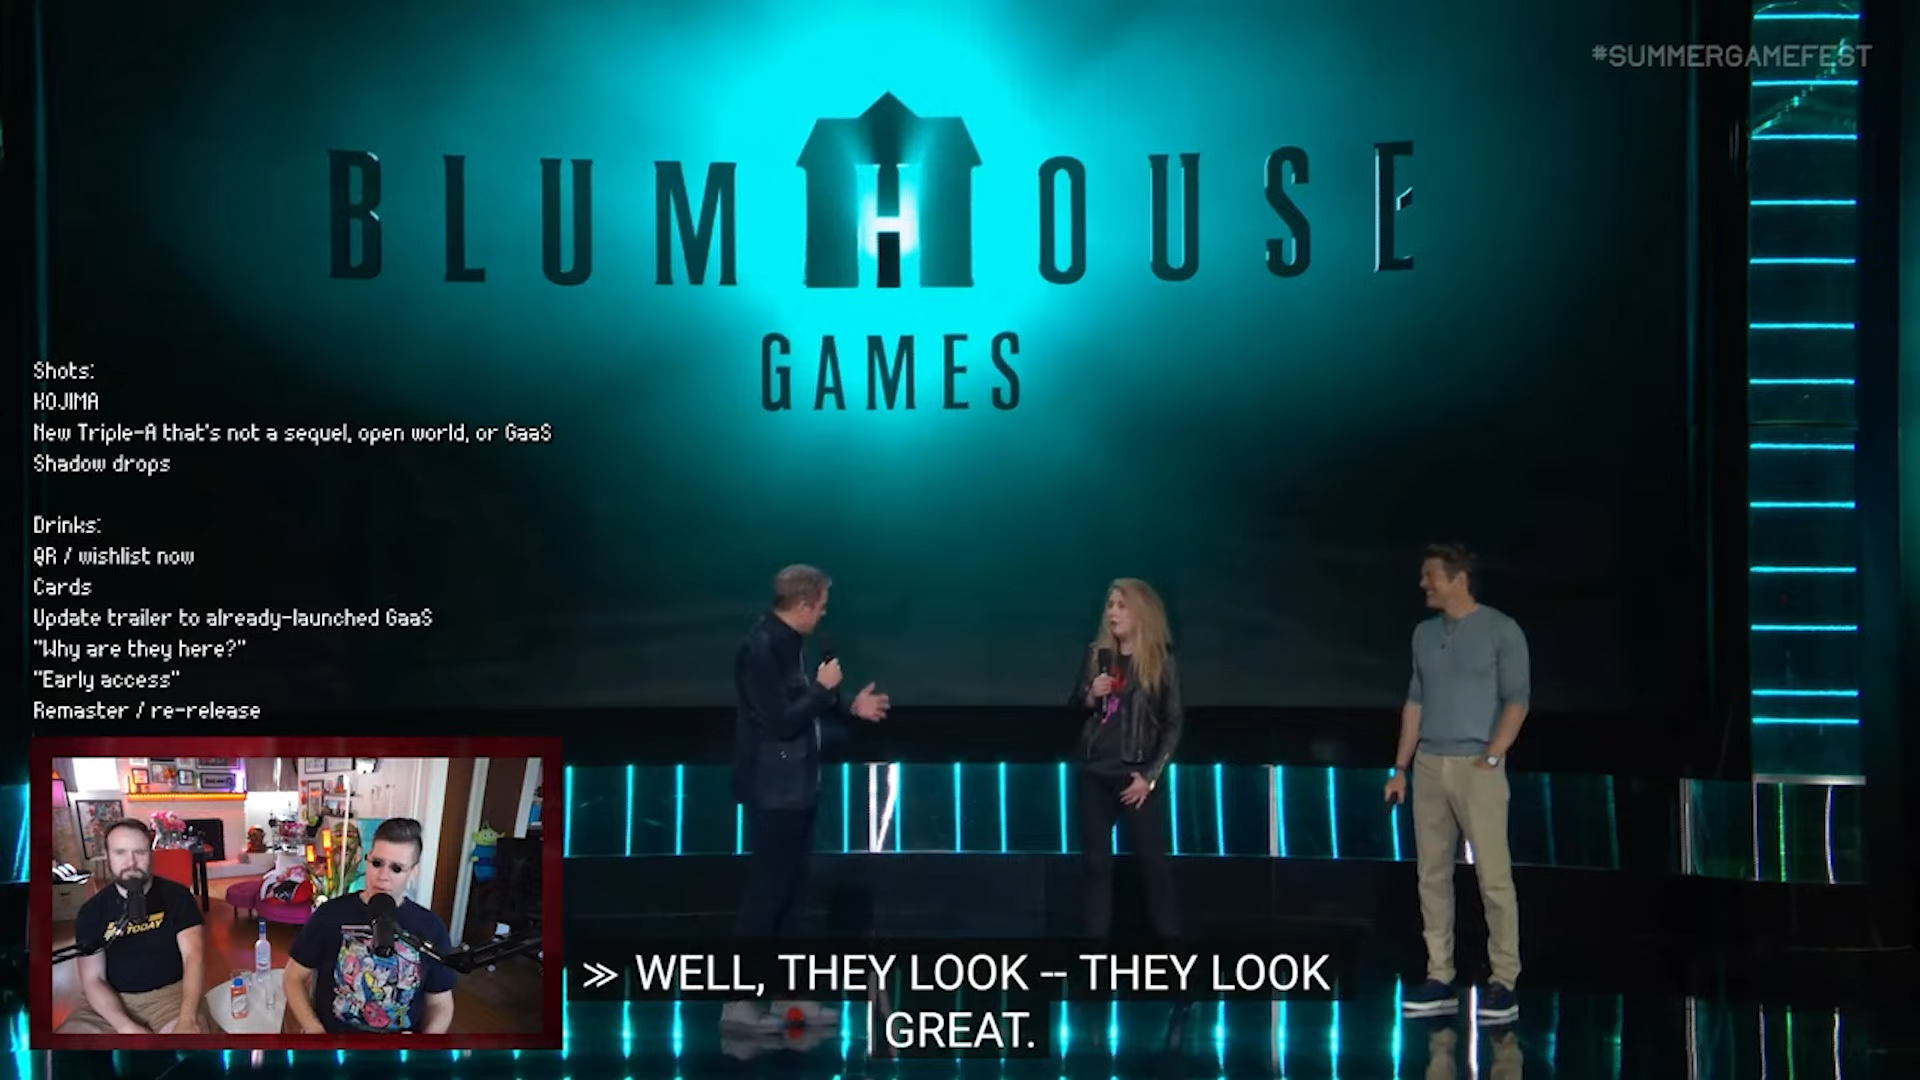 #SUMMERGAMEFEST
BLUMHOUSE
GAMES
Shots:
KOJIMA
New Triple-A that's not a sequel, open world, or GaaS
Shadow drops
Drinks:
QR / wishlist now
Cards
Update trailer to already-launched GaaS
"Why are they here?"
"Early access"
Remaster / re-release
TODAY
≫ WELL, THEY LOOK -- THEY LOOK
GREAT.